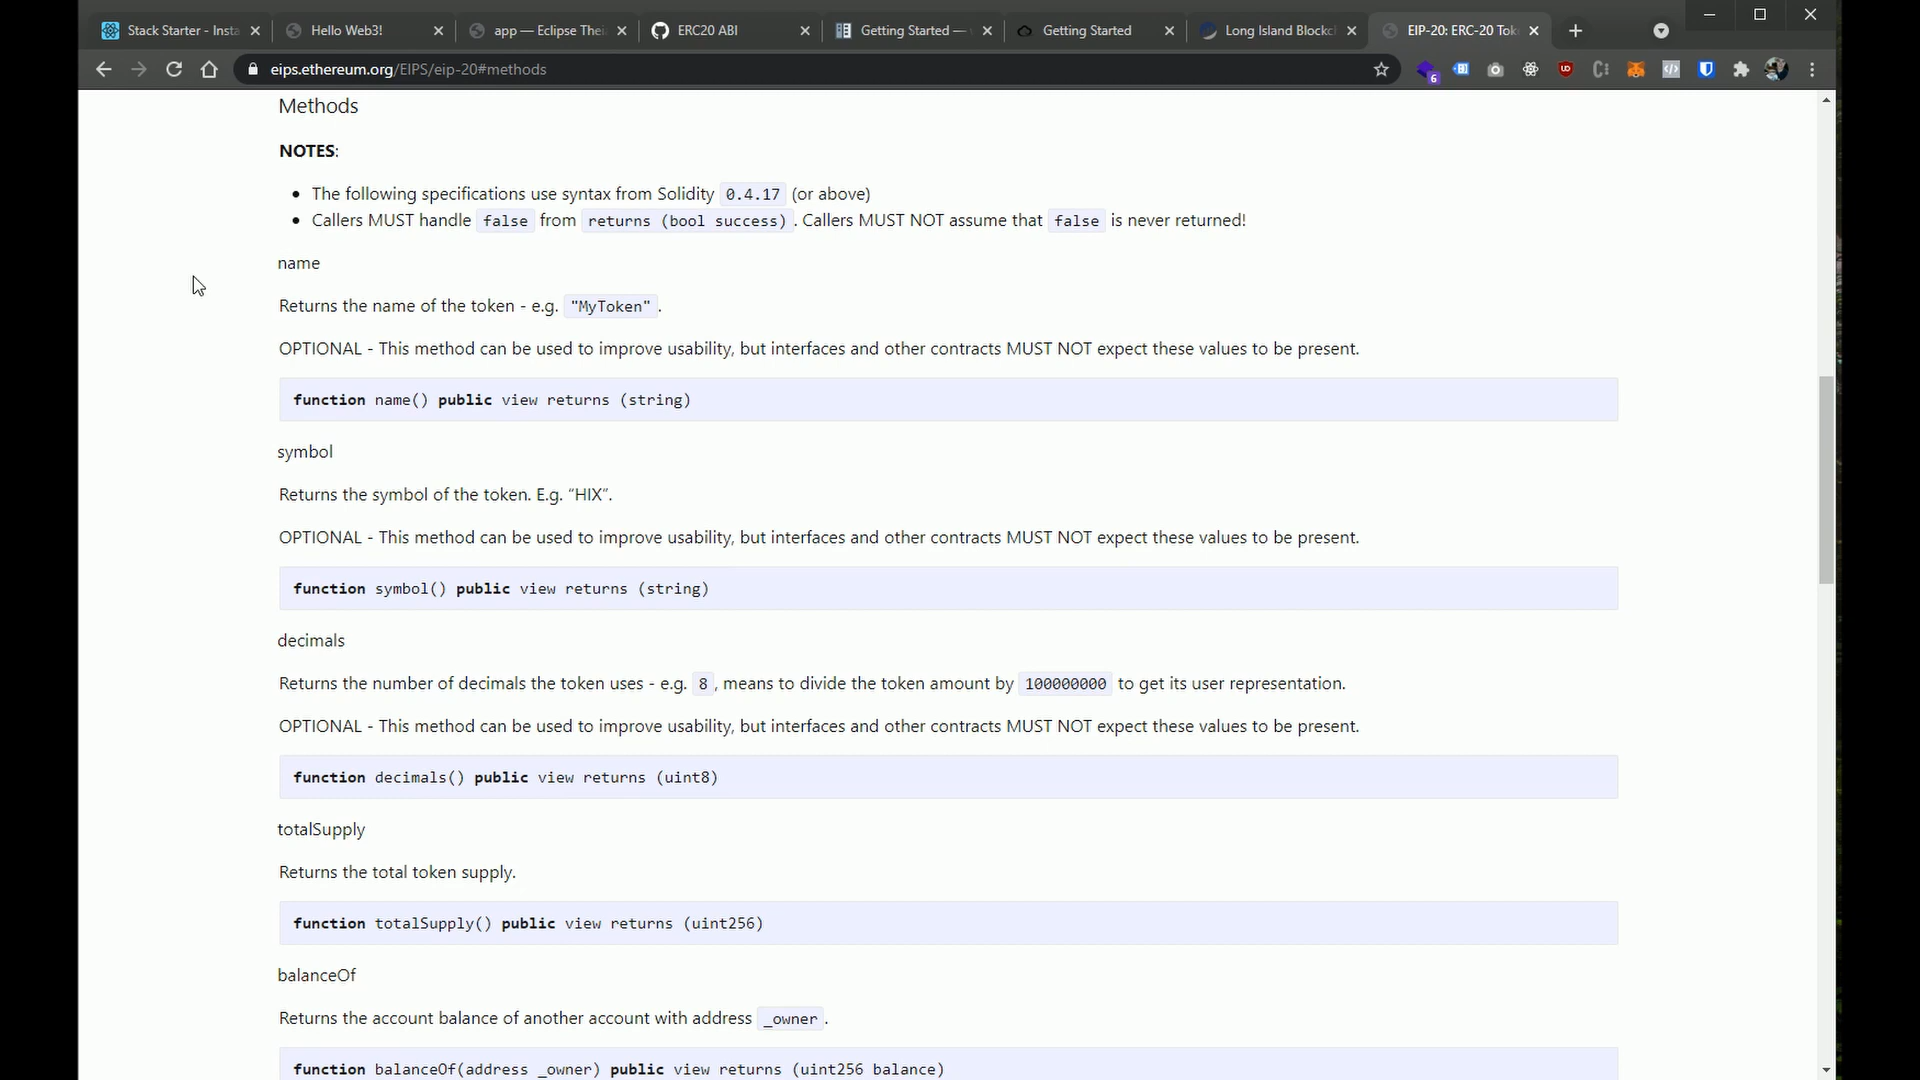 Stack Starter - Insta
Hello Web3!
app — Eclipse Thei
ERC20 ABI
Getting Started —
Getting Started
Long Island Blockcl
EIP-20: ERC-20 Tok
eips.ethereum.org/EIPS/eip-20#methods
6
Methods
NOTES:
• The following specifications use syntax from Solidity 0.4.17 (or above)
• Callers MUST handle false from returns (bool success). Callers MUST NOT assume that false is never returned!
name
Returns the name of the token - e.g. "MyToken".
OPTIONAL - This method can be used to improve usability, but interfaces and other contracts MUST NOT expect these values to be present.
function name() public view returns (string)
symbol
Returns the symbol of the token. E.g. “HIX”.
OPTIONAL - This method can be used to improve usability, but interfaces and other contracts MUST NOT expect these values to be present.
function symbol() public view returns (string)
decimals
Returns the number of decimals the token uses - e.g. 8, means to divide the token amount by 100000000 to get its user representation.
OPTIONAL - This method can be used to improve usability, but interfaces and other contracts MUST NOT expect these values to be present.
function decimals() public view returns (uint8)
totalSupply
Returns the total token supply.
function totalSupply() public view returns (uint256)
balanceOf
Returns the account balance of another account with address _owner.
function balanceOf(address _owner) public view returns (uint256 balance)